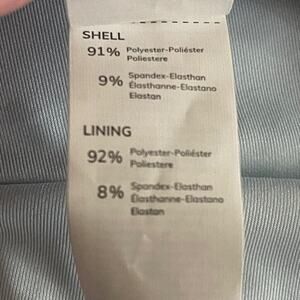 SHELL
91% Polyester-Poliéster
Poliestere
9% Spandex-Elasthan
Élasthanne-Elastano
Elastan
LINING
92% Polyester-Poliéster
Poliestere
8% Spandex-Elasthan
Élasthanne-Elastano
Elastan